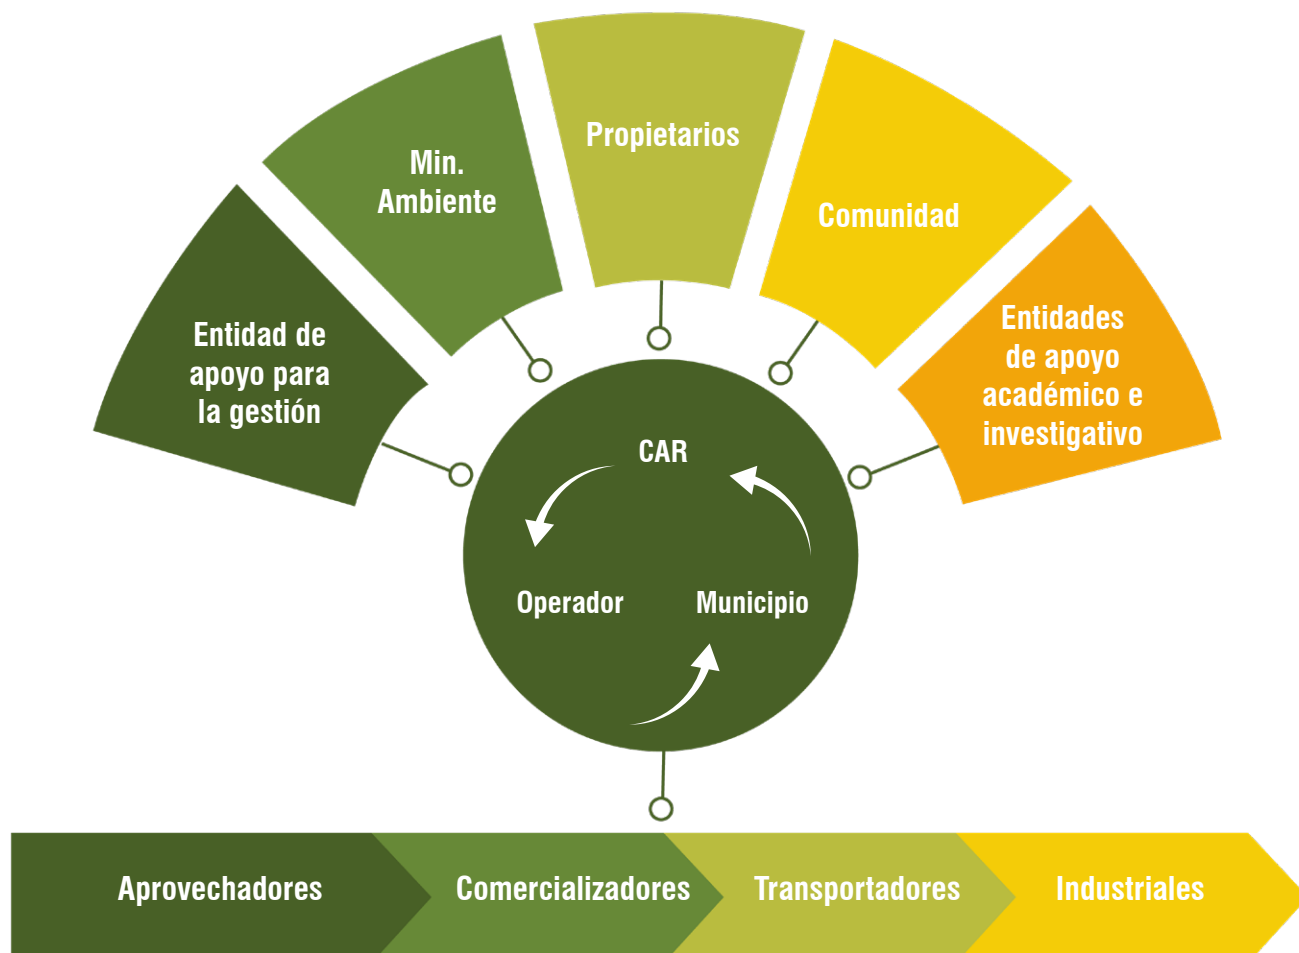 Propietarios
Min.
Ambiente
Comunidad
Entidad de
apoyo para
la gestión
Entidades
de apoyo
académico e
investigativo
CAR
Operador
Municipio
Aprovechadores
Comercializadores
Transportadores
Industriales